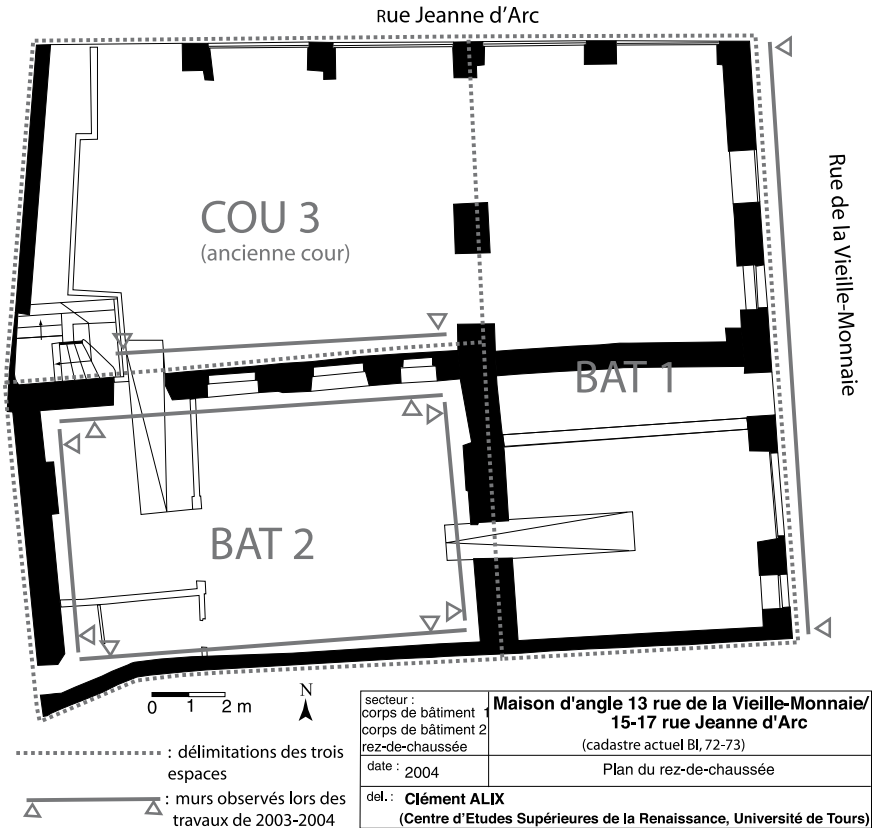 Rue Jeanne d'Arc
Rue de la Vieille-Monnaie
COU 3
(ancienne cour)
BAT 1
BAT 2
0 1 2 m
N
: délimitations des trois
espaces
: murs observés lors des
travaux de 2003-2004
secteur :
corps de bâtiment 1
corps de bâtiment 2
rez-de-chaussée
Maison d'angle 13 rue de la Vieille-Monnaie/
15-17 rue Jeanne d'Arc
(cadastre actuel BI, 72-73)
date : 2004
Plan du rez-de-chaussée
del. : Clément ALIX
(Centre d'Etudes Supérieures de la Renaissance, Université de Tours)